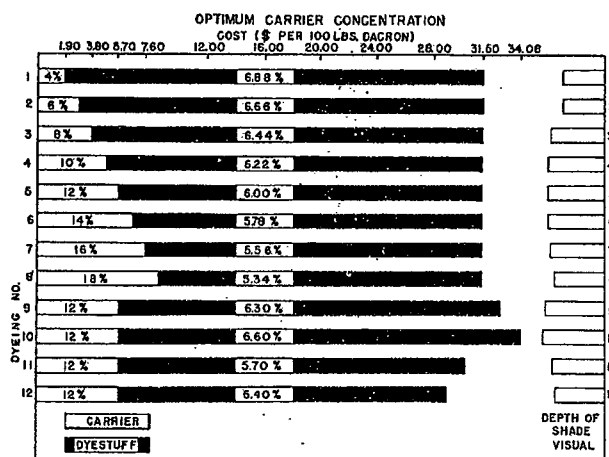 OPTIMUM CARRIER CONCENTRATION
COST ($ PER 100 LBS. DACRON)
1.90 3.80 5.70 7.60 12.00 16.00 20.00 24.00 28.00 31.50 34.08
1 4% 6.88%
2 6% 6.66%
3 8% 6.44%
4 10% 6.22%
5 12% 6.00%
6 14% 5.78%
7 16% 5.56%
8 18% 5.34%
9 12% 6.30%
10 12% 6.60%
11 12% 5.70%
12 12% 5.40%
DYEING NO.
CARRIER
DYESTUFF
DEPTH OF
SHADE
VISUAL